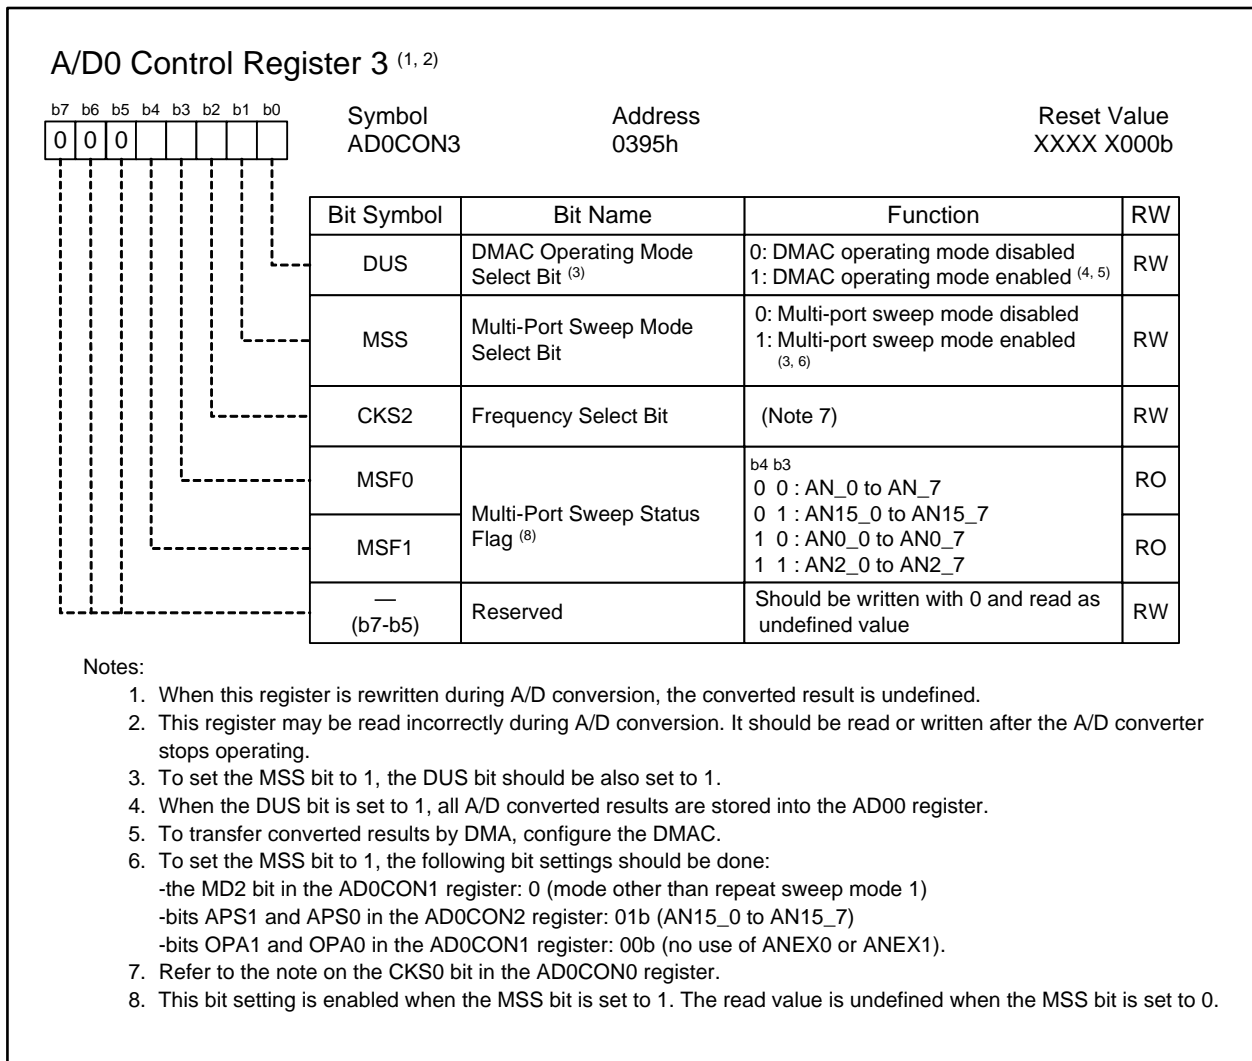 A/D0 Control Register 3 (1, 2)
b7 b6 b5 b4 b3 b2 b1 b0
0 0 0
Symbol Address Reset Value
AD0CON3 0395h XXXX X000b
Bit Symbol Bit Name Function RW
DUS DMAC Operating Mode Select Bit (3) 0: DMAC operating mode disabled RW
1: DMAC operating mode enabled (4, 5)
MSS Multi-Port Sweep Mode Select Bit 0: Multi-port sweep mode disabled RW
1: Multi-port sweep mode enabled
(3, 6)
CKS2 Frequency Select Bit (Note 7) RW
MSF0 Multi-Port Sweep Status Flag (8) b4 b3 RO
0 0 : AN_0 to AN_7
0 1 : AN15_0 to AN15_7
MSF1 1 0 : AN0_0 to AN0_7 RO
1 1 : AN2_0 to AN2_7
— (b7-b5) Reserved Should be written with 0 and read as RW
undefined value
Notes:
1. When this register is rewritten during A/D conversion, the converted result is undefined.
2. This register may be read incorrectly during A/D conversion. It should be read or written after the A/D converter
stops operating.
3. To set the MSS bit to 1, the DUS bit should be also set to 1.
4. When the DUS bit is set to 1, all A/D converted results are stored into the AD00 register.
5. To transfer converted results by DMA, configure the DMAC.
6. To set the MSS bit to 1, the following bit settings should be done:
-the MD2 bit in the AD0CON1 register: 0 (mode other than repeat sweep mode 1)
-bits APS1 and APS0 in the AD0CON2 register: 01b (AN15_0 to AN15_7)
-bits OPA1 and OPA0 in the AD0CON1 register: 00b (no use of ANEX0 or ANEX1).
7. Refer to the note on the CKS0 bit in the AD0CON0 register.
8. This bit setting is enabled when the MSS bit is set to 1. The read value is undefined when the MSS bit is set to 0.